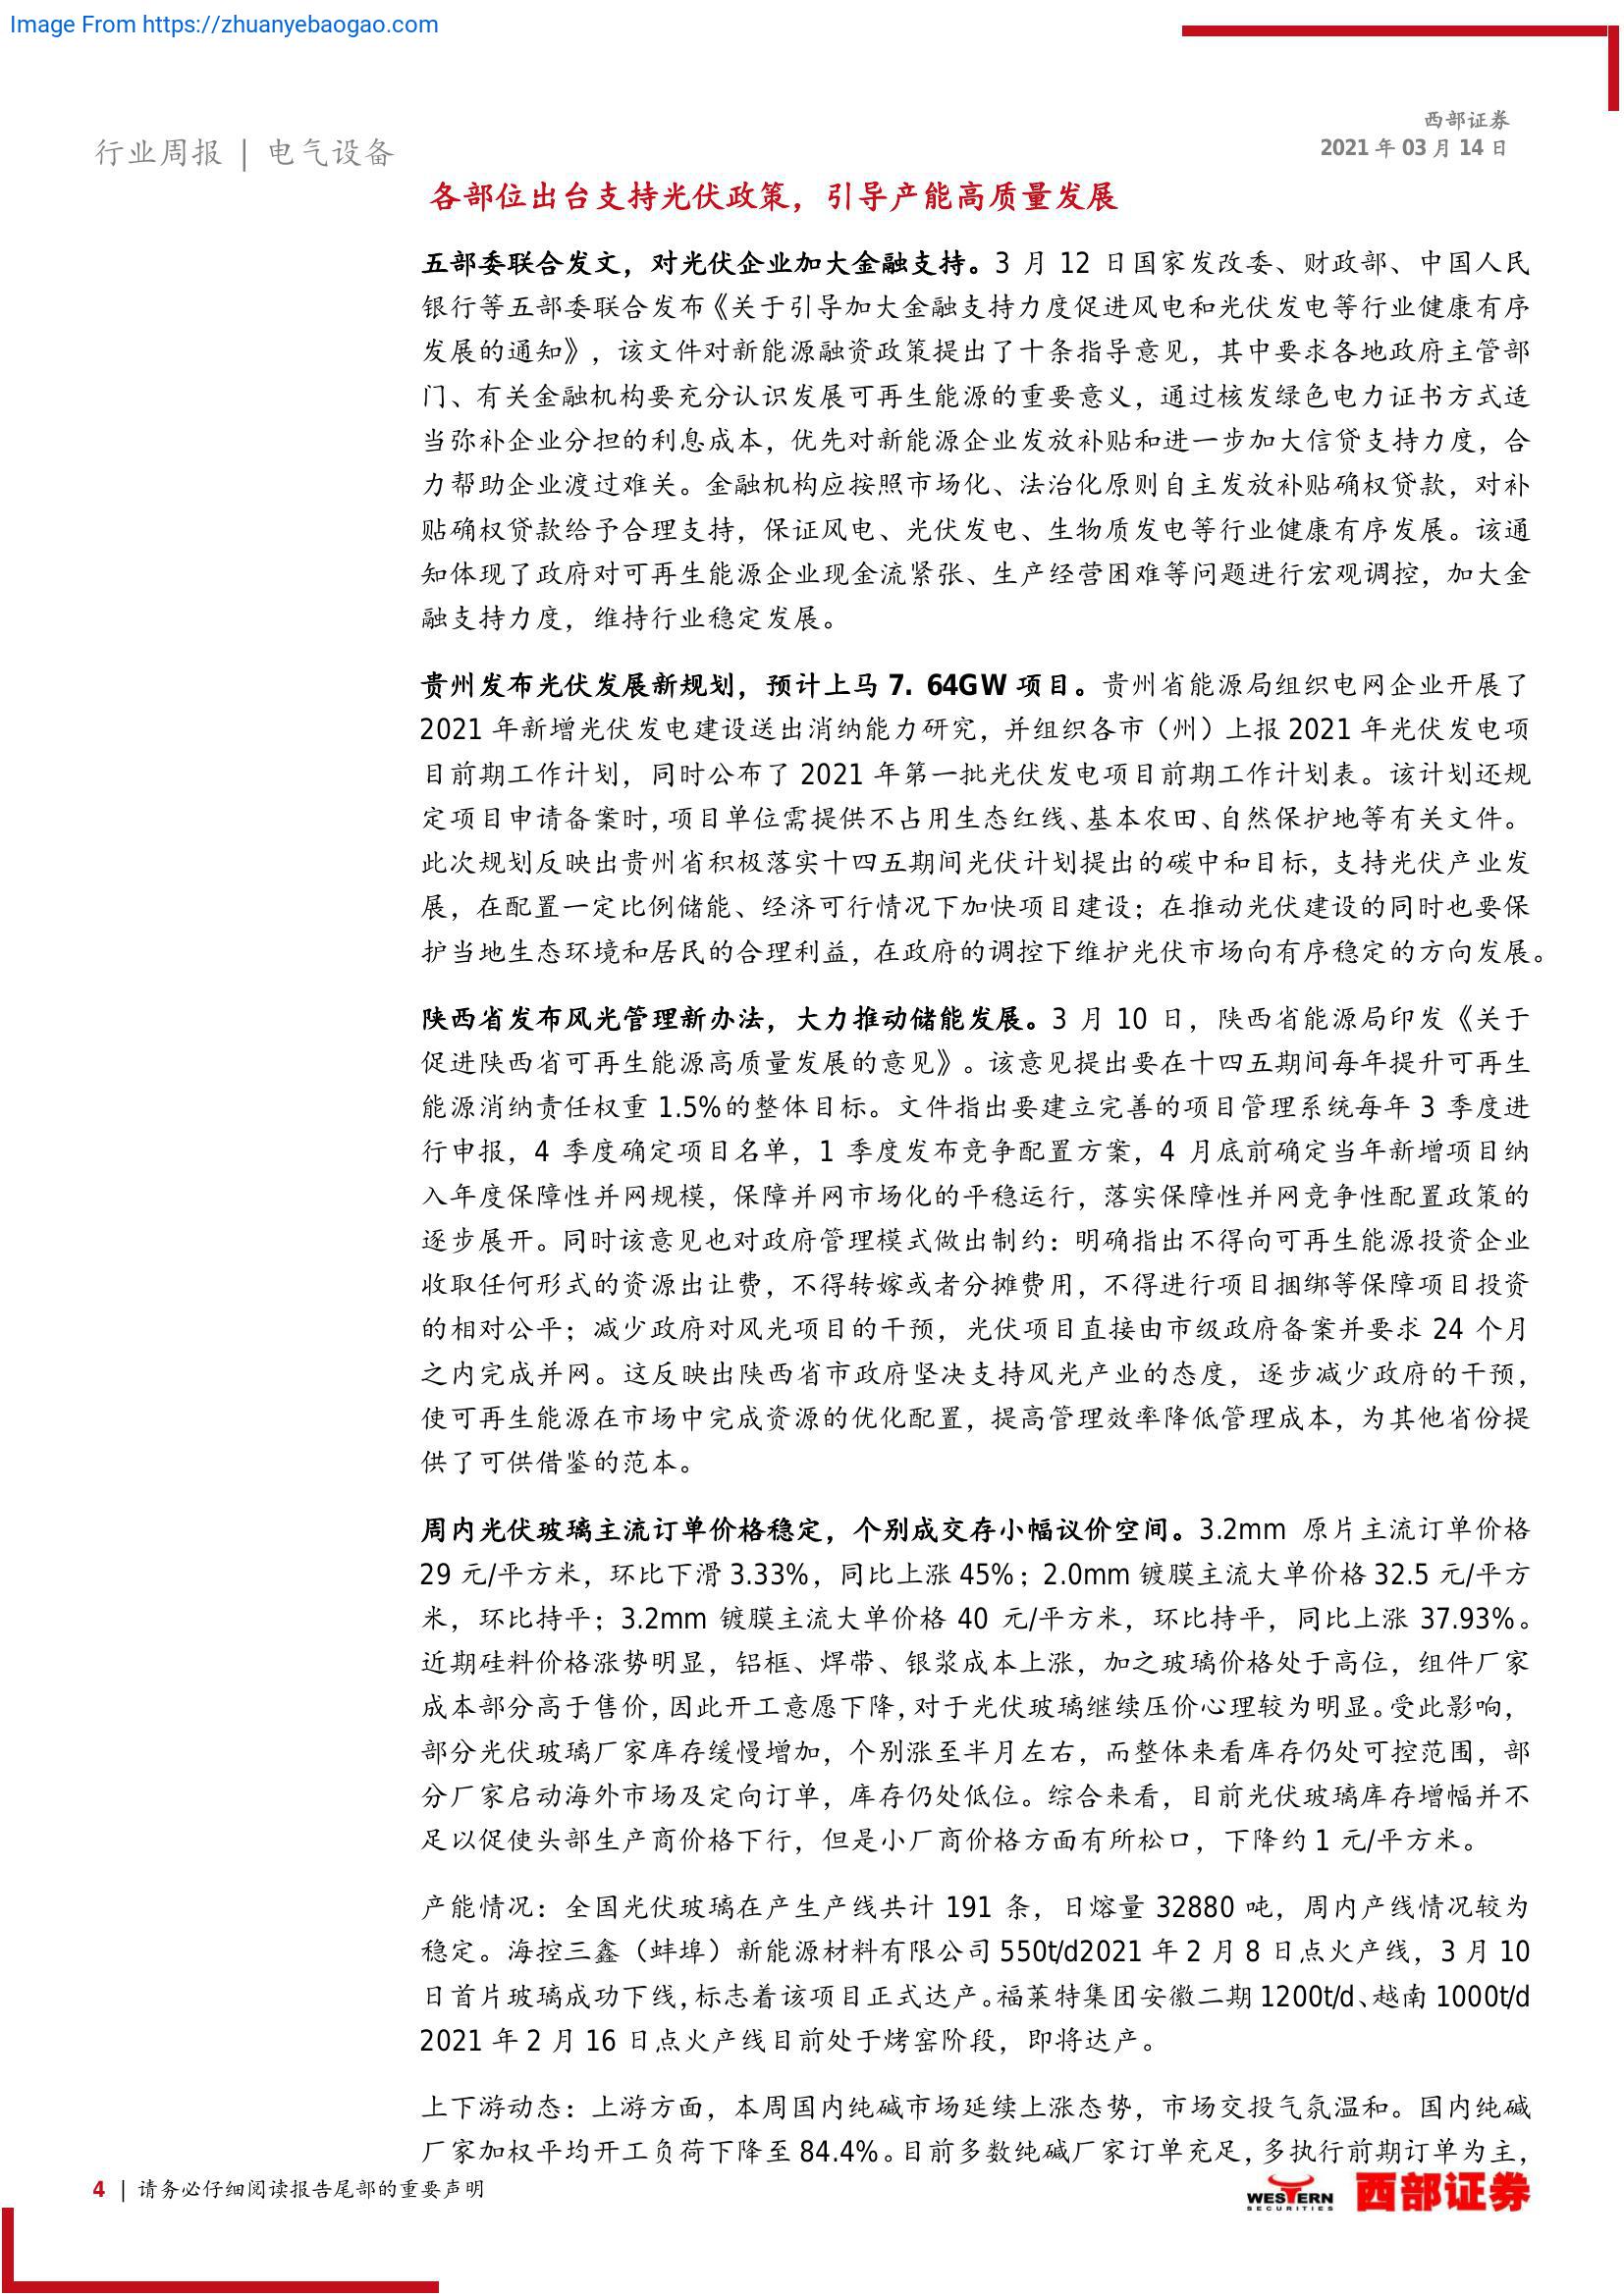 Image From https://zhuanyebaogao.com
西部证券
2021 年 03 月 14 日
行业周报 | 电气设备
各部位出台支持光伏政策，引导产能高质量发展
五部委联合发文，对光伏企业加大金融支持。3 月 12 日国家发改委、财政部、中国人民
银行等五部委联合发布《关于引导加大金融支持力度促进风电和光伏发电等行业健康有序
发展的通知》，该文件对新能源融资政策提出了十条指导意见，其中要求各地政府主管部
门、有关金融机构要充分认识发展可再生能源的重要意义，通过核发绿色电力证书方式适
当弥补企业分担的利息成本，优先对新能源企业发放补贴和进一步加大信贷支持力度，合
力帮助企业渡过难关。金融机构应按照市场化、法治化原则自主发放补贴确权贷款，对补
贴确权贷款给予合理支持，保证风电、光伏发电、生物质发电等行业健康有序发展。该通
知体现了政府对可再生能源企业现金流紧张、生产经营困难等问题进行宏观调控，加大金
融支持力度，维持行业稳定发展。
贵州发布光伏发展新规划，预计上马 7. 64GW 项目。贵州省能源局组织电网企业开展了
2021 年新增光伏发电建设送出消纳能力研究，并组织各市（州）上报 2021 年光伏发电项
目前期工作计划，同时公布了 2021 年第一批光伏发电项目前期工作计划表。该计划还规
定项目申请备案时，项目单位需提供不占用生态红线、基本农田、自然保护地等有关文件。
此次规划反映出贵州省积极落实十四五期间光伏计划提出的碳中和目标，支持光伏产业发
展，在配置一定比例储能、经济可行情况下加快项目建设；在推动光伏建设的同时也要保
护当地生态环境和居民的合理利益，在政府的调控下维护光伏市场向有序稳定的方向发展。
陕西省发布风光管理新办法，大力推动储能发展。3 月 10 日，陕西省能源局印发《关于
促进陕西省可再生能源高质量发展的意见》。该意见提出要在十四五期间每年提升可再生
能源消纳责任权重 1.5%的整体目标。文件指出要建立完善的项目管理系统每年 3 季度进
行申报，4 季度确定项目名单，1 季度发布竞争配置方案，4 月底前确定当年新增项目纳
入年度保障性并网规模，保障并网市场化的平稳运行，落实保障性并网竞争性配置政策的
逐步展开。同时该意见也对政府管理模式做出制约：明确指出不得向可再生能源投资企业
收取任何形式的资源出让费，不得转嫁或者分摊费用，不得进行项目捆绑等保障项目投资
的相对公平；减少政府对风光项目的干预，光伏项目直接由市级政府备案并要求 24 个月
之内完成并网。这反映出陕西省市政府坚决支持风光产业的态度，逐步减少政府的干预，
使可再生能源在市场中完成资源的优化配置，提高管理效率降低管理成本，为其他省份提
供了可供借鉴的范本。
周内光伏玻璃主流订单价格稳定，个别成交存小幅议价空间。3.2mm 原片主流订单价格
29 元/平方米，环比下滑 3.33%，同比上涨 45%；2.0mm 镀膜主流大单价格 32.5 元/平方
米，环比持平；3.2mm 镀膜主流大单价格 40 元/平方米，环比持平，同比上涨 37.93%。
近期硅料价格涨势明显，铝框、焊带、银浆成本上涨，加之玻璃价格处于高位，组件厂家
成本部分高于售价，因此开工意愿下降，对于光伏玻璃继续压价心理较为明显。受此影响，
部分光伏玻璃厂家库存缓慢增加，个别涨至半月左右，而整体来看库存仍处可控范围，部
分厂家启动海外市场及定向订单，库存仍处低位。综合来看，目前光伏玻璃库存增幅并不
足以促使头部生产商价格下行，但是小厂商价格方面有所松口，下降约 1 元/平方米。
产能情况：全国光伏玻璃在产生产线共计 191 条，日熔量 32880 吨，周内产线情况较为
稳定。海控三鑫（蚌埠）新能源材料有限公司 550t/d2021 年 2 月 8 日点火产线，3 月 10
日首片玻璃成功下线，标志着该项目正式达产。福莱特集团安徽二期 1200t/d、越南 1000t/d
2021 年 2 月 16 日点火产线目前处于烤窑阶段，即将达产。
上下游动态：上游方面，本周国内纯碱市场延续上涨态势，市场交投气氛温和。国内纯碱
厂家加权平均开工负荷下降至 84.4%。目前多数纯碱厂家订单充足，多执行前期订单为主，
4 | 请务必仔细阅读报告尾部的重要声明
WESTERN
SECURITIES
西部证券